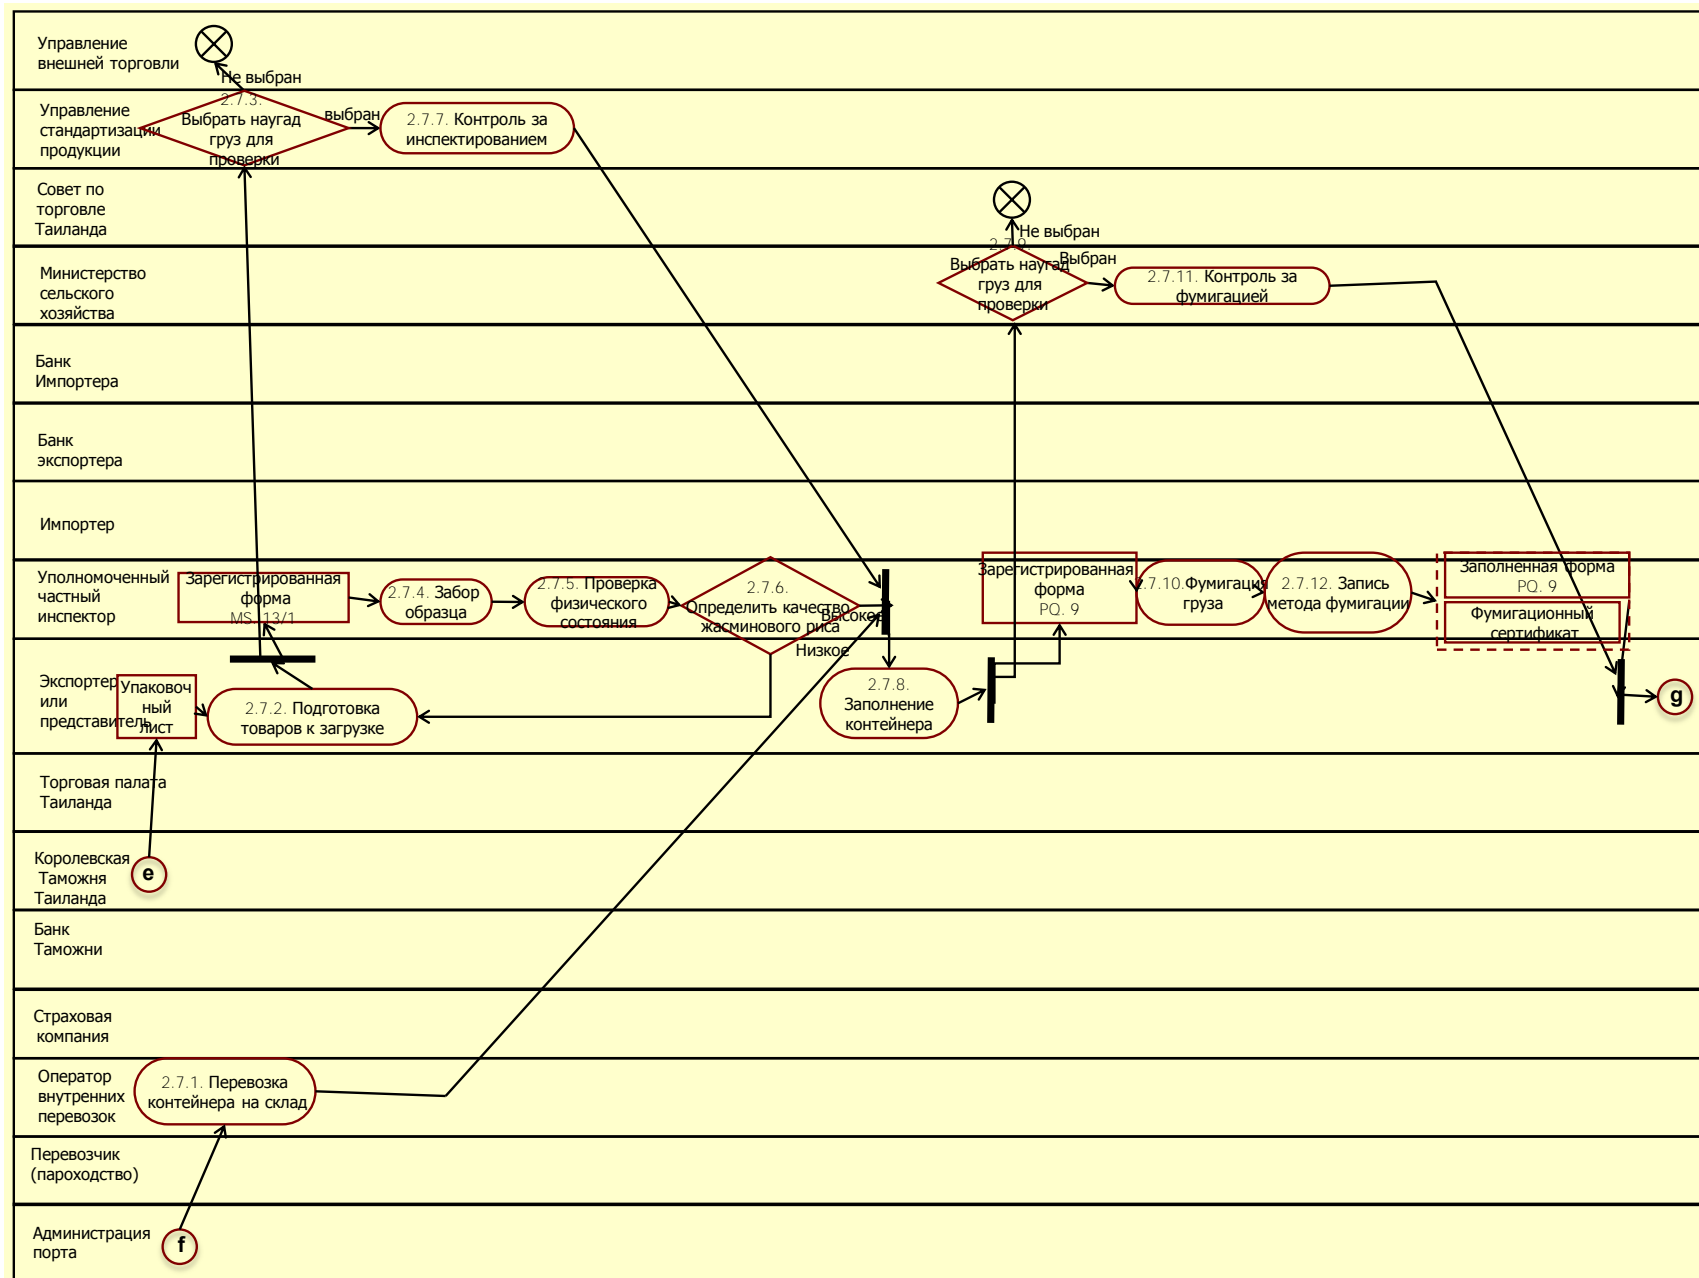 Управление
внешней торговли
Не выбран
Управление
стандартизации
продукции
2.7.3.
Выбрать наугад
груз для
проверки
выбран
2.7.7. Контроль за
инспектированием
Совет по
торговле
Таиланда
Не выбран
Министерство
сельского
хозяйства
2.7.9.
Выбрать наугад
груз для
проверки
Выбран
2.7.11. Контроль за
фумигацией
Банк
Импортера
Банк
экспортера
Импортер
Уполномоченный
частный
инспектор
Зарегистрированная
форма
MS. 13/1
2.7.4. Забор
образца
2.7.5. Проверка
физического
состояния
2.7.6.
Определить качество
жасминового риса
Высокое
Низкое
Зарегистрированная
форма
PQ. 9
2.7.10. Фумигация
груза
2.7.12. Запись
метода фумигации
Заполненная форма
PQ. 9
Фумигационный
сертификат
Экспортер
или
представитель
Упаковоч
ный
лист
2.7.2. Подготовка
товаров к загрузке
2.7.8.
Заполнение
контейнера
g
Торговая палата
Таиланда
Королевская
Таможня
Таиланда
e
Банк
Таможни
Страховая
компания
Оператор
внутренних
перевозок
2.7.1. Перевозка
контейнера на склад
Перевозчик
(пароходство)
Администрация
порта
f